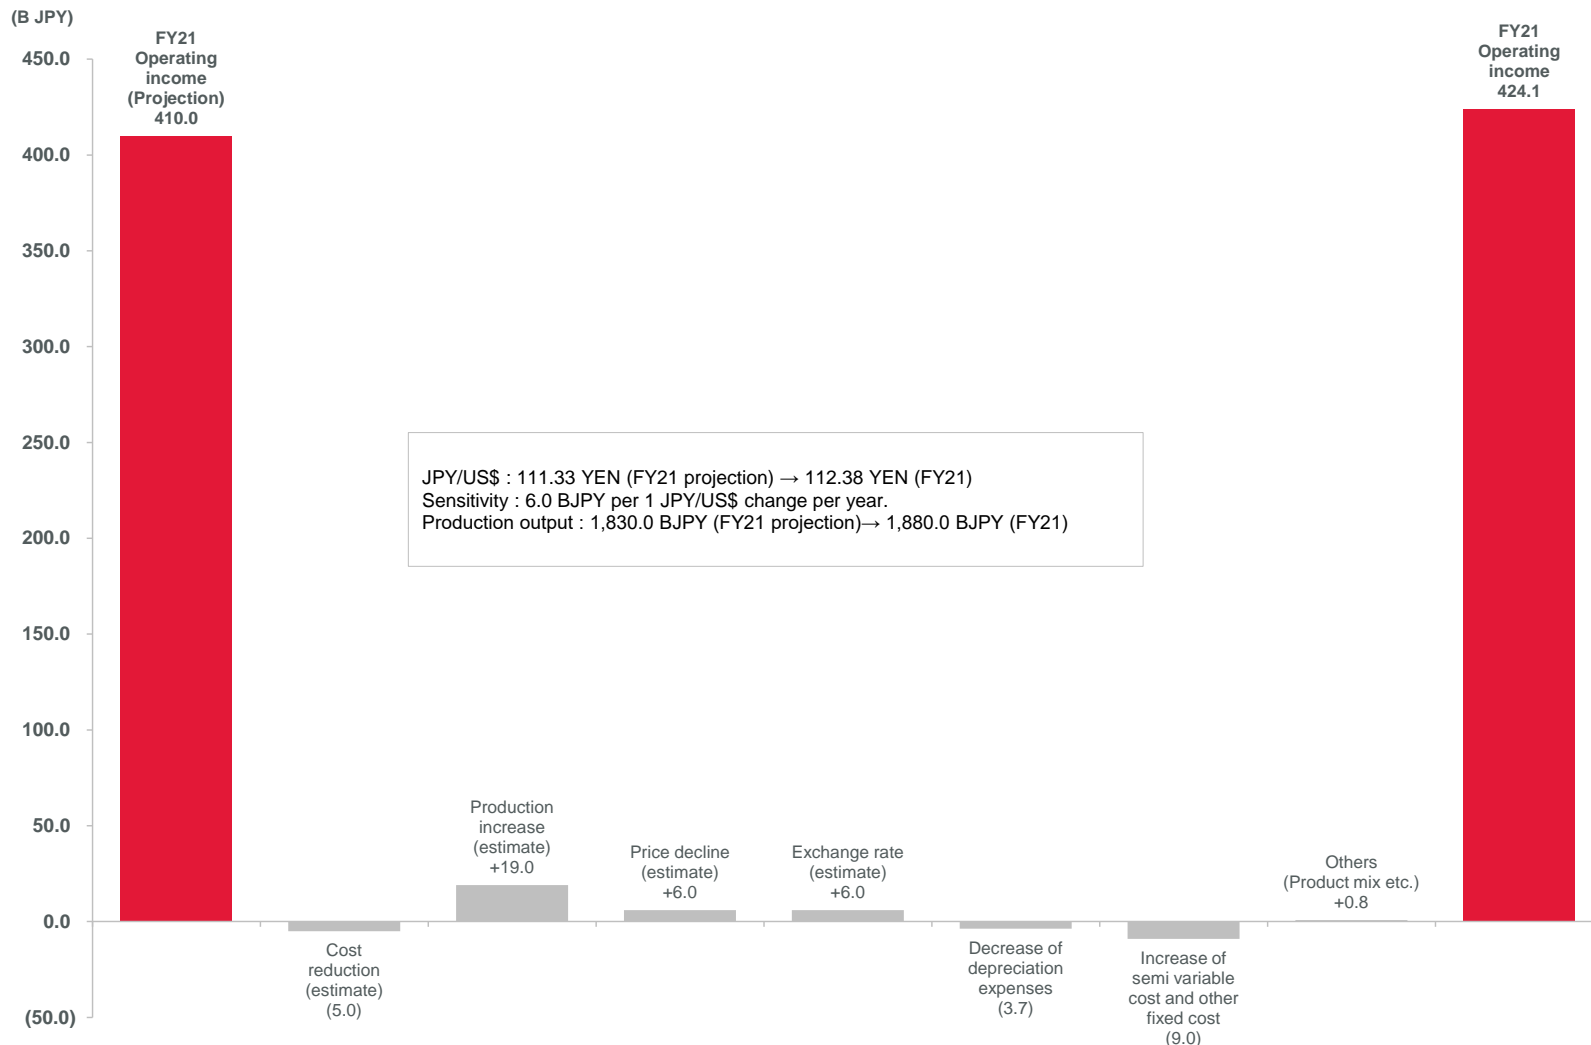 (B JPY)
FY21
Operating
income
(Projection)
410.0
FY21
Operating
income
424.1
450.0
400.0
350.0
300.0
250.0
200.0
150.0
100.0
50.0
0.0
(50.0)
JPY/US$ : 111.33 YEN (FY21 projection) → 112.38 YEN (FY21)
Sensitivity : 6.0 BJPY per 1 JPY/US$ change per year.
Production output : 1,830.0 BJPY (FY21 projection)→ 1,880.0 BJPY (FY21)
Cost
reduction
(estimate)
(5.0)
Production
increase
(estimate)
+19.0
Price decline
(estimate)
+6.0
Exchange rate
(estimate)
+6.0
Decrease of
depreciation
expenses
(3.7)
Increase of
semi variable
cost and other
fixed cost
(9.0)
Others
(Product mix etc.)
+0.8